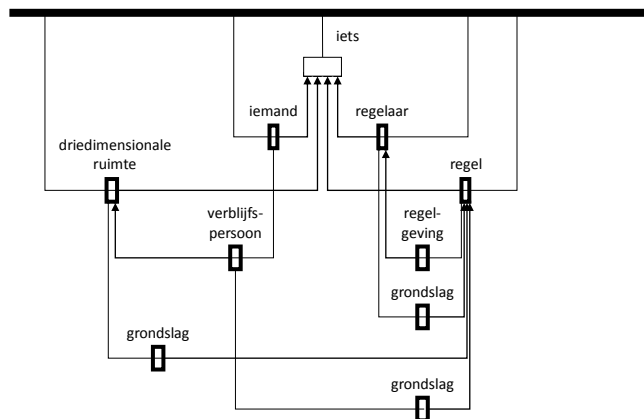 iets
iemand
regelaar
driedimensionale
ruimte
regel
verblijfs-
persoon
regel-
geving
grondslag
grondslag
grondslag